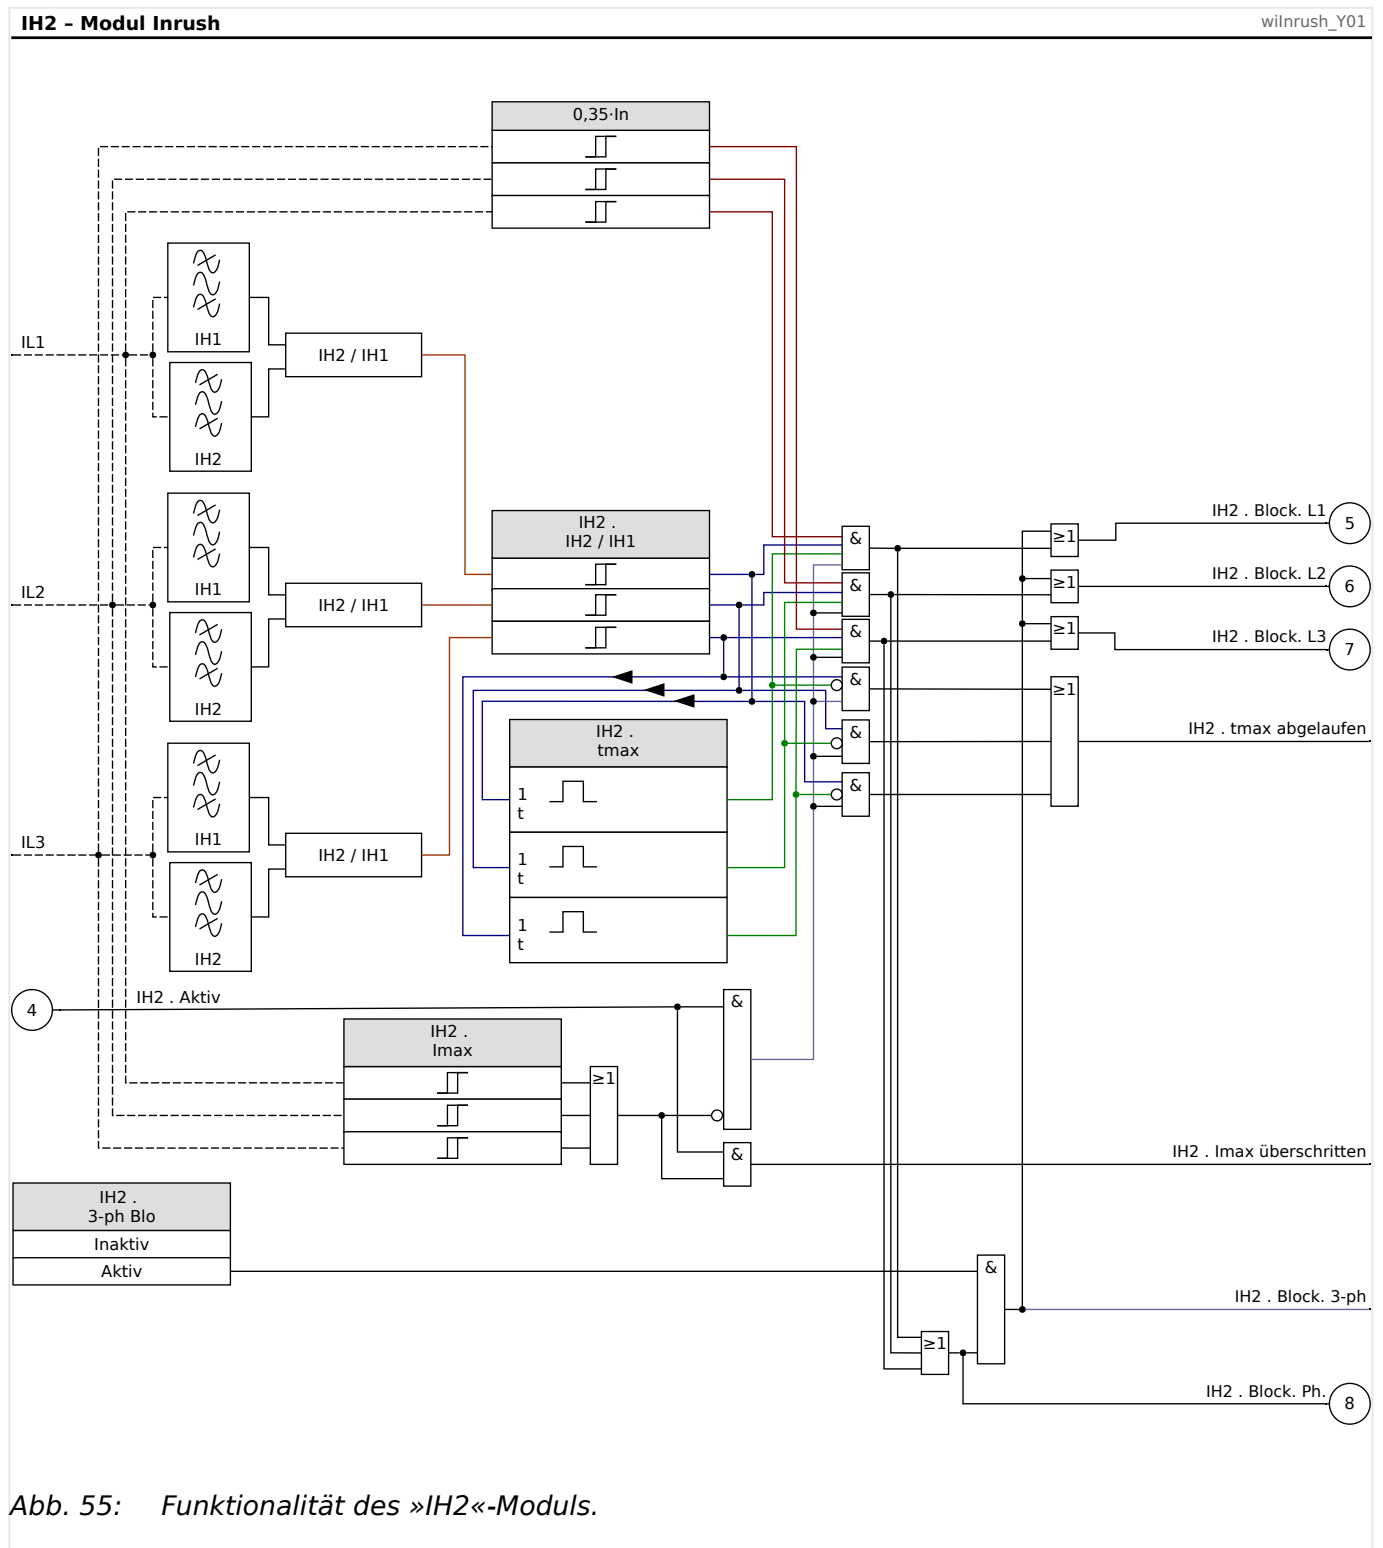 IH2 – Modul Inrush
wiInrush_Y01
0,35·In
IH1
IL1
IH2 / IH1
IH2
IH1
IL2
IH2 / IH1
IH2
IH1
IL3
IH2 / IH1
IH2
IH2 .
IH2 / IH1
&
&
&
&
&
&
≥1
≥1
≥1
≥1
IH2 . Block. L1
5
IH2 . Block. L2
6
IH2 . Block. L3
7
IH2 . tmax abgelaufen
IH2 .
tmax
1
t
1
t
1
t
4
IH2 . Aktiv
&
IH2 .
Imax
≥1
&
IH2 . Imax überschritten
IH2 .
3-ph Blo
Inaktiv
Aktiv
&
IH2 . Block. 3-ph
≥1
IH2 . Block. Ph.
8
Abb. 55: Funktionalität des »IH2«-Moduls.